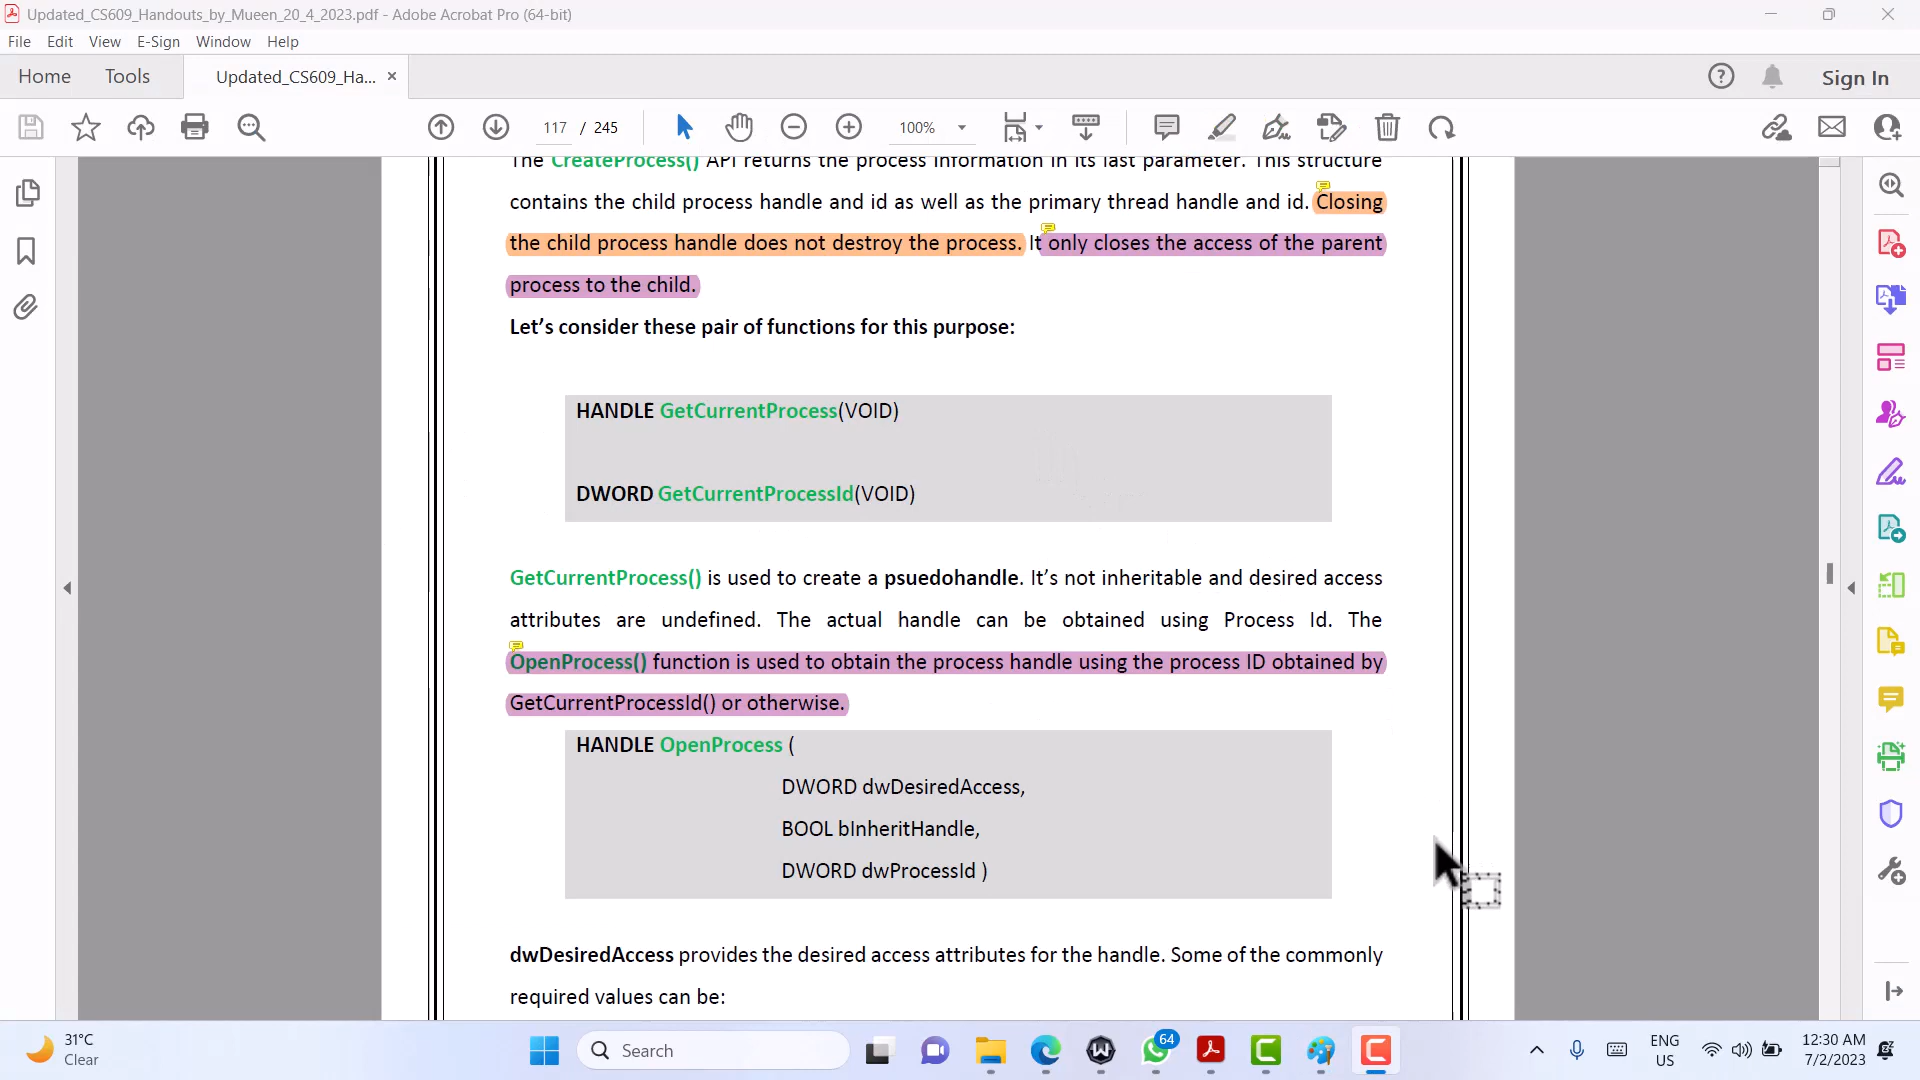 Updated_CS609_Handouts_by_Mueen_20_4_2023.pdf - Adobe Acrobat Pro (64-bit)
File Edit View E-Sign Window Help
Home Tools Updated_CS609_Ha... × Sign In
117 / 245 100%
The CreateProcess() API returns the process information in its last parameter. This structure
contains the child process handle and id as well as the primary thread handle and id. Closing
the child process handle does not destroy the process. It only closes the access of the parent
process to the child.
Let’s consider these pair of functions for this purpose:
HANDLE GetCurrentProcess(VOID)
DWORD GetCurrentProcessId(VOID)
GetCurrentProcess() is used to create a psuedohandle. It’s not inheritable and desired access
attributes are undefined. The actual handle can be obtained using Process Id. The
OpenProcess() function is used to obtain the process handle using the process ID obtained by
GetCurrentProcessId() or otherwise.
HANDLE OpenProcess (
DWORD dwDesiredAccess,
BOOL bInheritHandle,
DWORD dwProcessId )
dwDesiredAccess provides the desired access attributes for the handle. Some of the commonly
required values can be:
31°C
Clear
Search
64
ENG
US
12:30 AM
7/2/2023